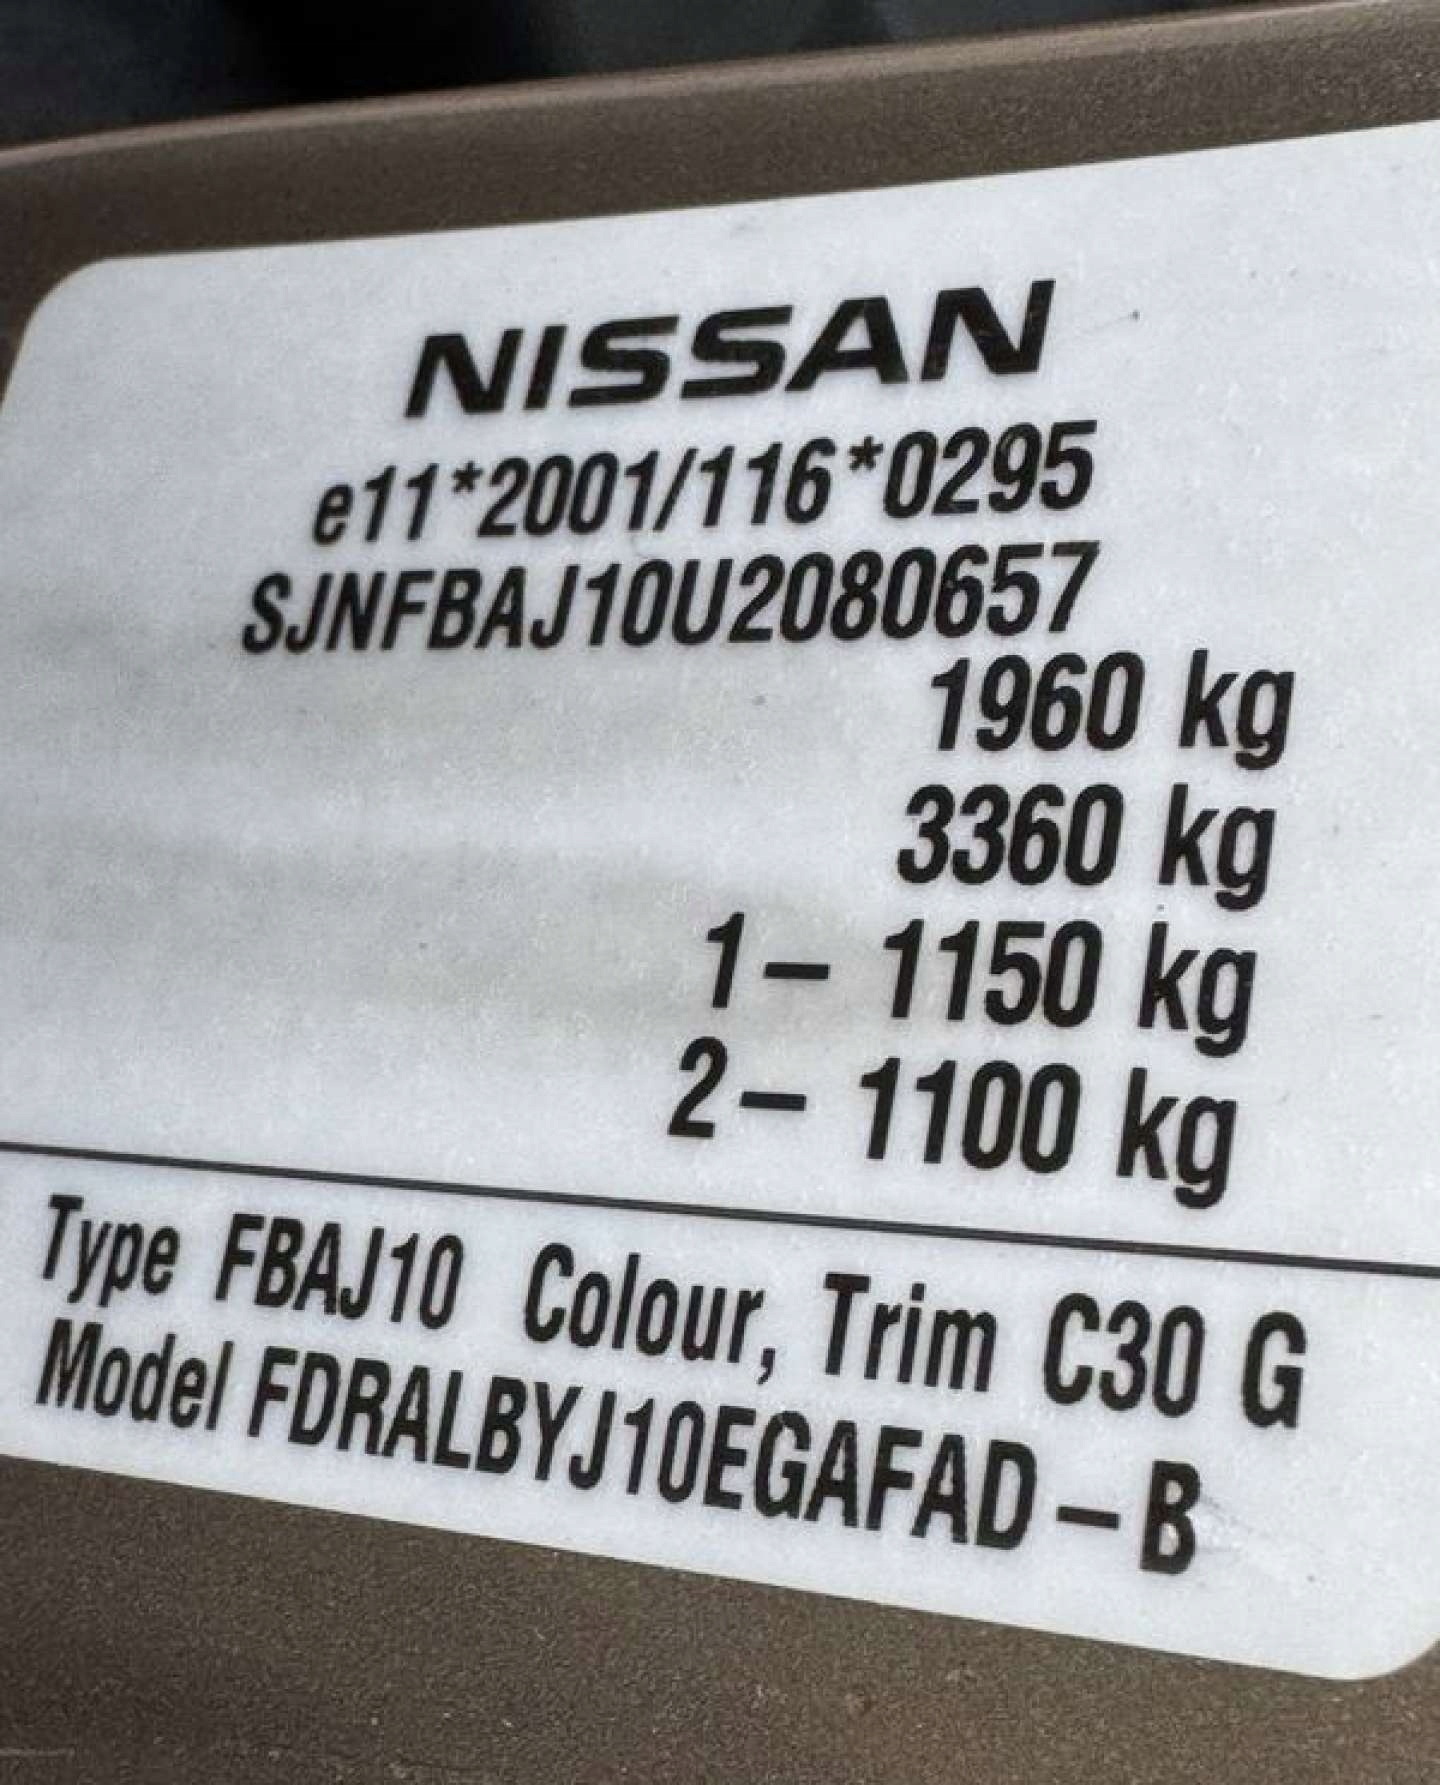 NISSAN
e11*2001/116*0295
SJNFBAJ10U2080657
1960 kg
3360 kg
1– 1150 kg
2– 1100 kg
Type FBAJ10 Colour, Trim C30 G
Model FDRALBYJ10EGAFAD – B